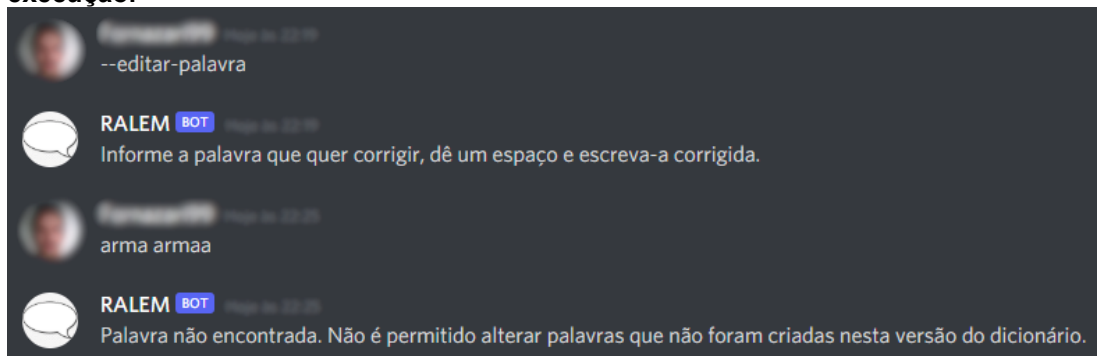 execução.
--editar-palavra
RALEM BOT
Informe a palavra que quer corrigir, dê um espaço e escreva-a corrigida.
arma armaa
RALEM BOT
Palavra não encontrada. Não é permitido alterar palavras que não foram criadas nesta versão do dicionário.